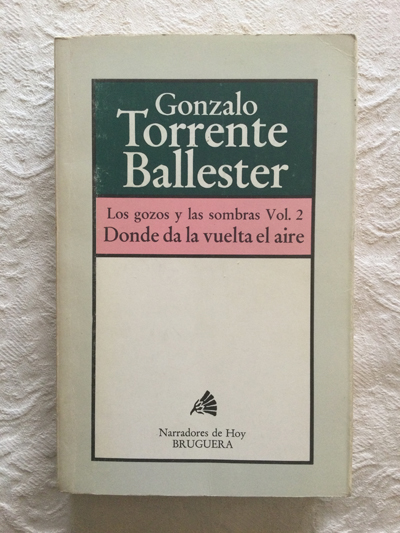 Gonzalo
Torrente
Ballester
Los gozos y las sombras Vol. 2
Donde da la vuelta el aire
Narradores de Hoy
BRUGUERA